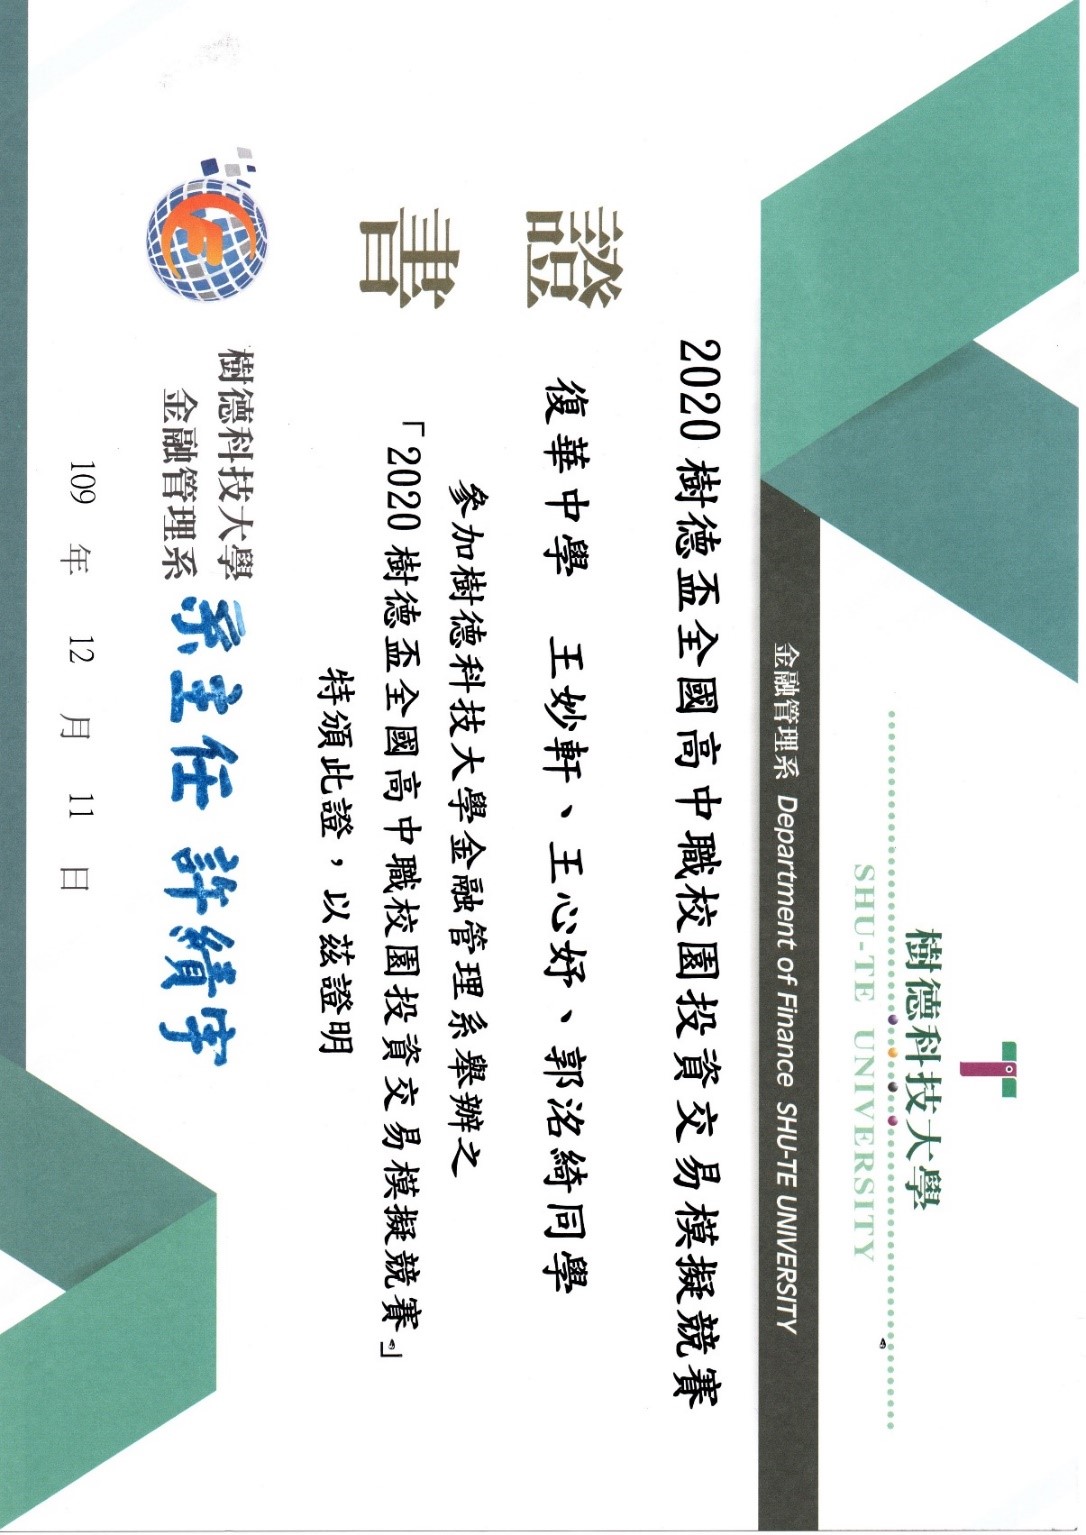 樹德科技大學
SHU-TE UNIVERSITY
金融管理系 Department of Finance SHU-TE UNIVERSITY
2020 樹德盃全國高中職校園投資交易模擬競賽
證書
復華中學 王妙軒、王心妤、郭洺綺同學
參加樹德科技大學金融管理系舉辦之
「2020 樹德盃全國高中職校園投資交易模擬競賽」
特頒此證，以茲證明
樹德科技大學
金融管理系
系主任 許績宇
109 年 12 月 11 日